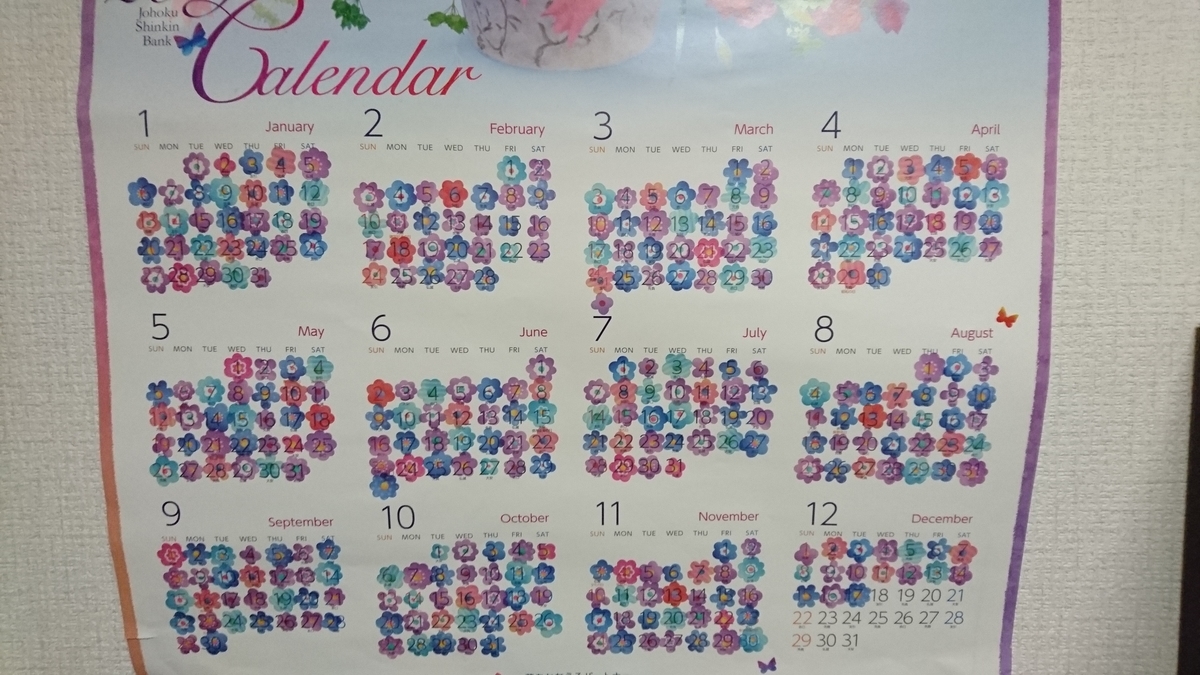 Johoku
Shinkin
Bank
Calendar
1 January
SUN MON TUE WED THU FRI SAT
1 2 3 4 5
6 7 8 9 10 11 12
13 14 15 16 17 18 19
20 21 22 23 24 25 26
27 28 29 30 31
2 February
SUN MON TUE WED THU FRI SAT
1 2
3 4 5 6 7 8 9
10 11 12 13 14 15 16
17 18 19 20 21 22 23
24 25 26 27 28
3 March
SUN MON TUE WED THU FRI SAT
1 2
3 4 5 6 7 8 9
10 11 12 13 14 15 16
17 18 19 20 21 22 23
25 26 27 28 29 30
4 April
SUN MON TUE WED THU FRI SAT
1 2 3 4 5 6
7 8 9 10 11 12 13
14 15 16 17 18 19 20
21 22 23 24 25 26 27
28 29 30
5 May
SUN MON TUE WED THU FRI SAT
1 2 3 4
5 6 7 8 9 10 11
12 13 14 15 16 17 18
19 20 21 22 23 24 25
26 27 28 29 30 31
6 June
SUN MON TUE WED THU FRI SAT
1
2 3 4 5 6 7 8
9 10 11 12 13 14 15
16 17 18 19 20 21 22
24 25 26 27 28 29
7 July
SUN MON TUE WED THU FRI SAT
1 2 3 4 5 6
7 8 9 10 11 12 13
14 15 16 17 18 19 20
21 22 23 24 25 26 27
28 29 30 31
8 August
SUN MON TUE WED THU FRI SAT
1 2 3
4 5 6 7 8 9 10
11 12 13 14 15 16 17
18 19 20 21 22 23 24
25 26 27 28 29 30 31
9 September
SUN MON TUE WED THU FRI SAT
1 2 3 4 5 6 7
8 9 10 11 12 13 14
15 16 17 18 19 20 21
22 23 24 25 26 27 28
29 30
10 October
SUN MON TUE WED THU FRI SAT
1 2 3 4 5
6 7 8 9 10 11 12
13 14 15 16 17 18 19
20 21 22 23 24 25 26
27 28 29 30 31
11 November
SUN MON TUE WED THU FRI SAT
1 2
3 4 5 6 7 8 9
10 11 12 13 14 15 16
17 18 19 20 21 22 23
24 25 26 27 28 29 30
12 December
SUN MON TUE WED THU FRI SAT
1 2 3 4 5 6 7
8 9 10 11 12 13 14
15 16 17 18 19 20 21
22 23 24 25 26 27 28
29 30 31